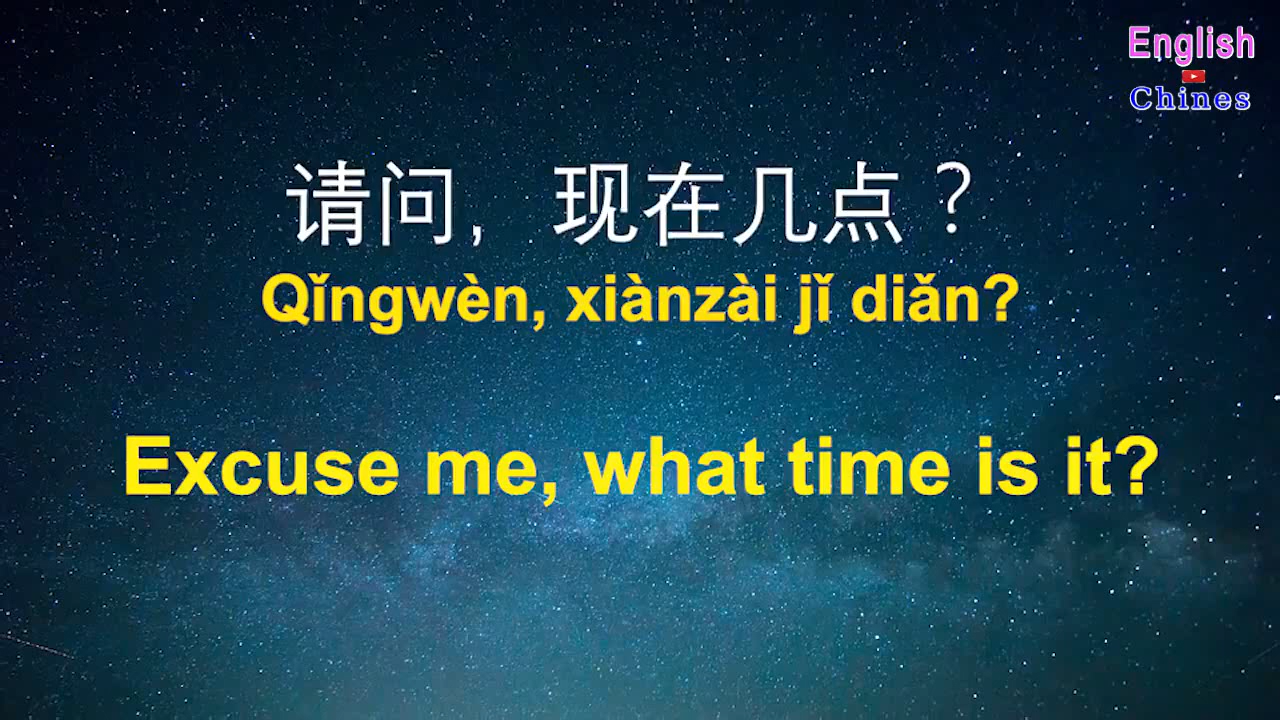 English
Chines
请问，现在几点？
Qǐngwèn, xiànzài jǐ diǎn?
Excuse me, what time is it?